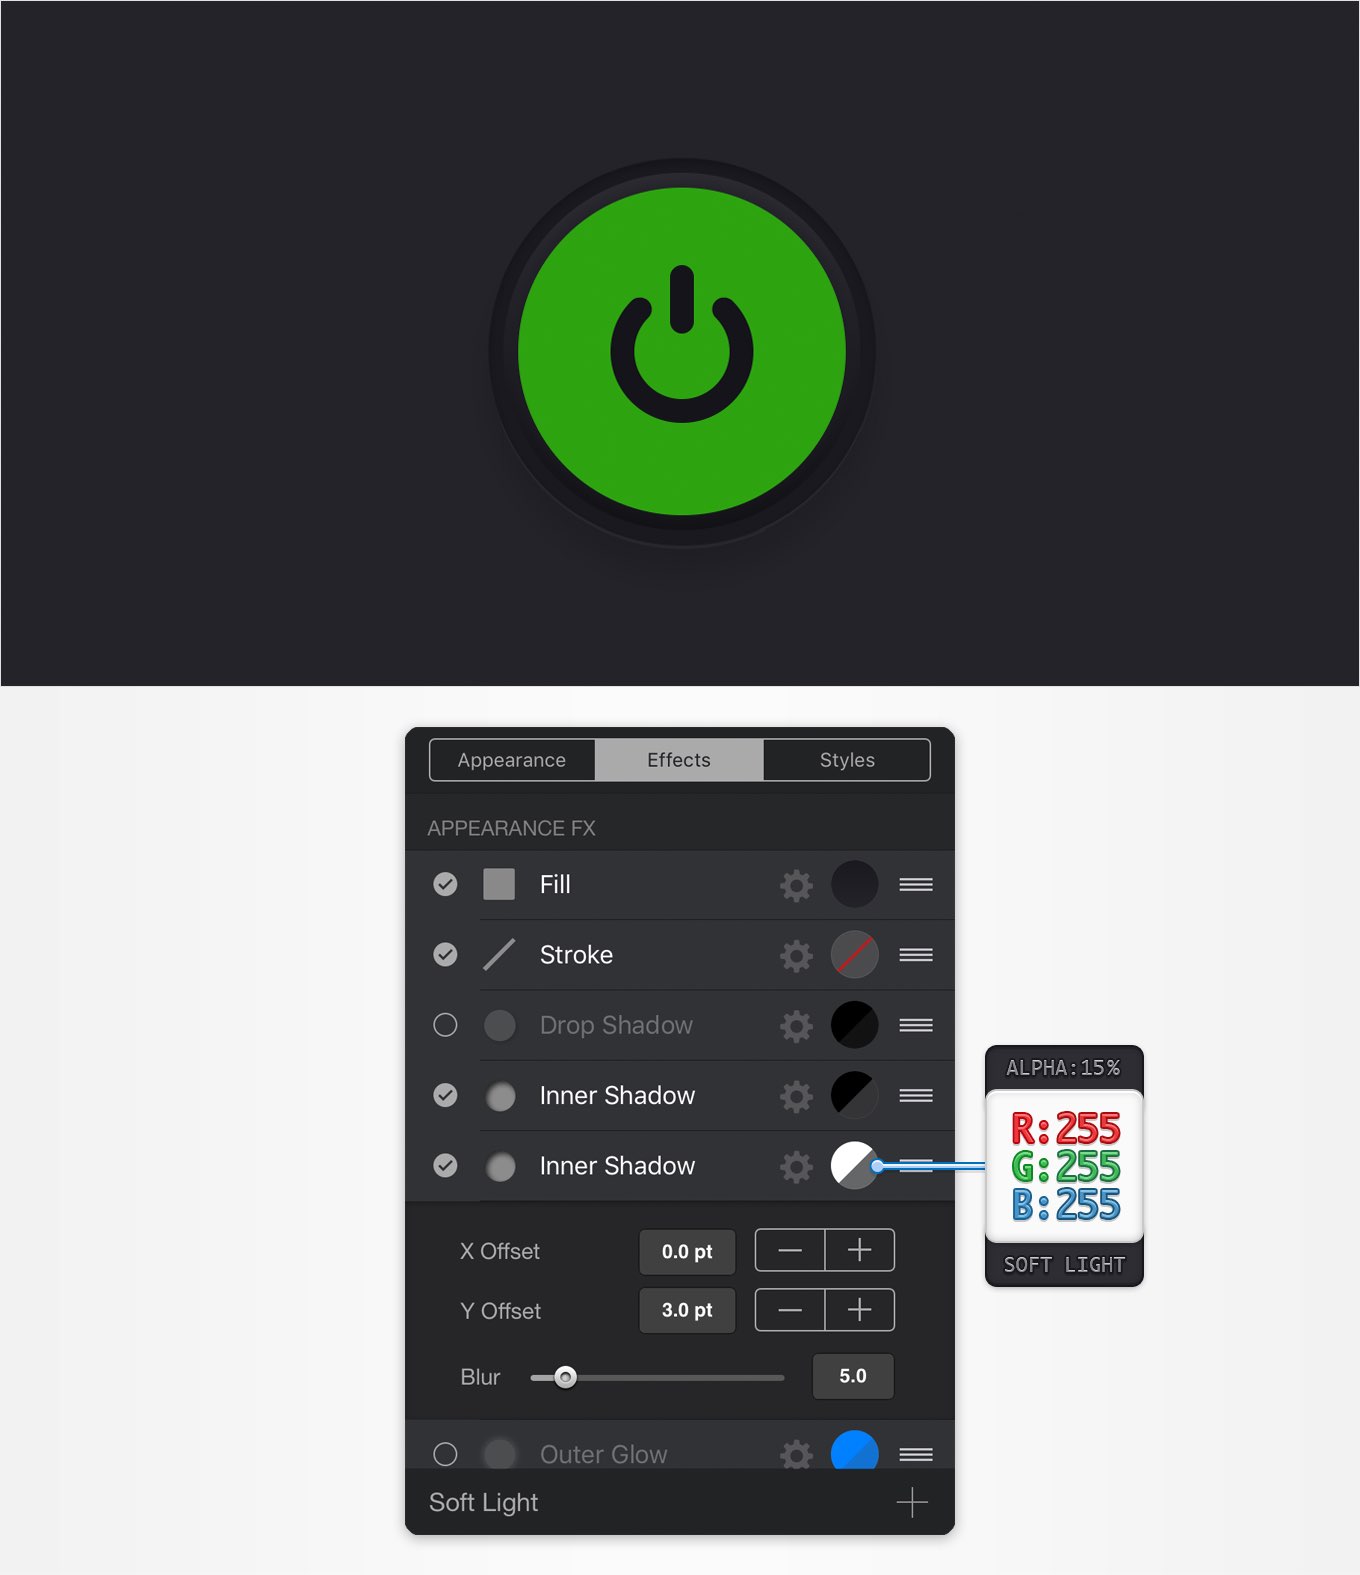 Appearance Effects Styles
APPEARANCE FX
Fill
Stroke
Drop Shadow
Inner Shadow
Inner Shadow
ALPHA:15%
R:255
G:255
B:255
SOFT LIGHT
X Offset 0.0 pt
Y Offset 3.0 pt
Blur 5.0
Outer Glow
Soft Light